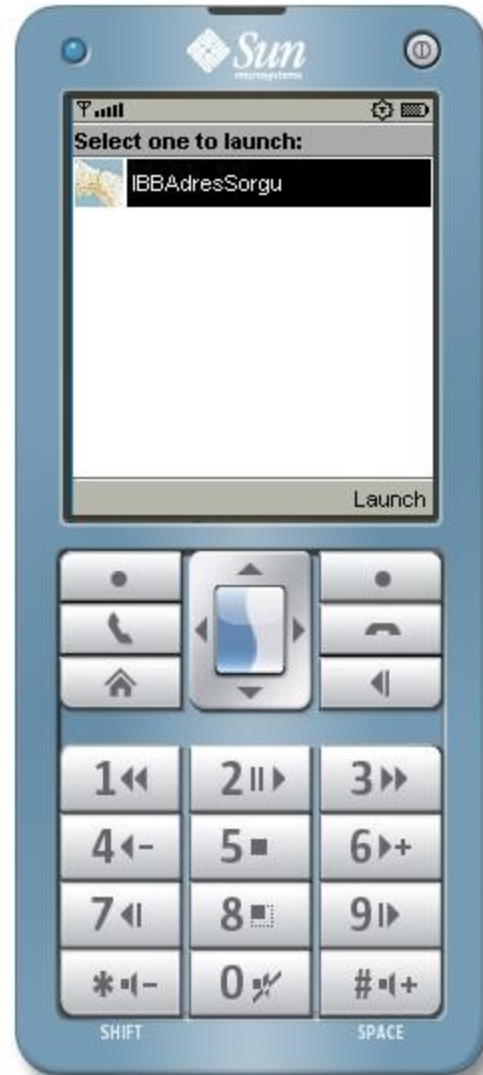 Sun
microsystems
Select one to launch:
IBBAdresSorgu
Launch
1
2
3
4 -
5
6 +
7
8
9
* -
0
# +
SHIFT
SPACE